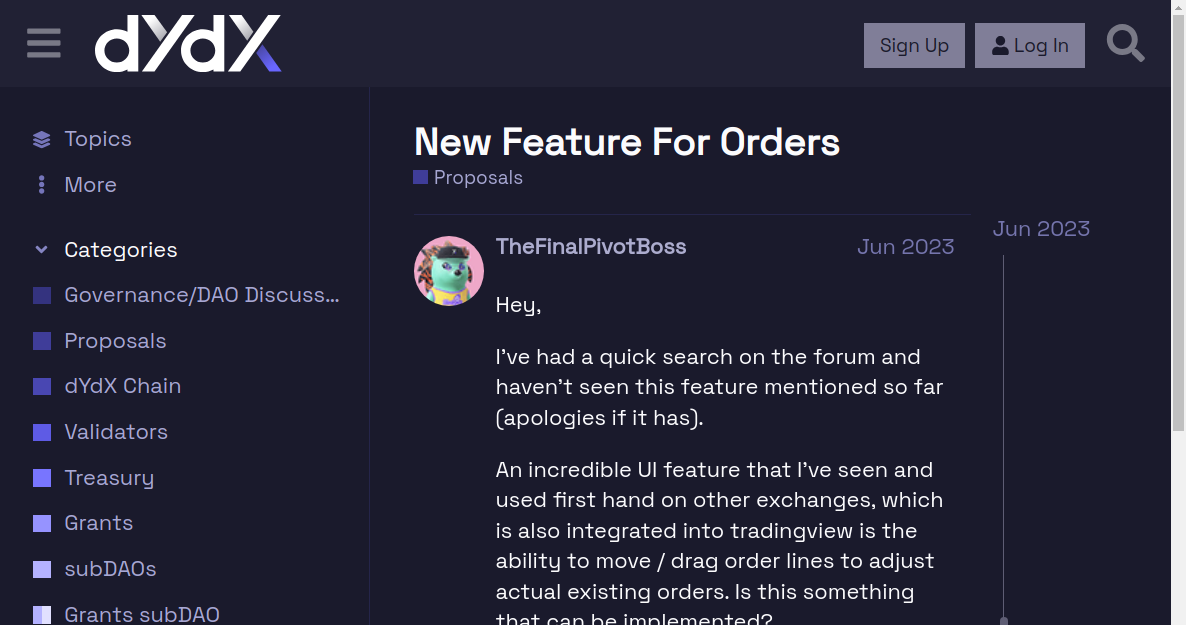 dYdX
Sign Up
Log In
Topics
More
Categories
Governance/DAO Discuss...
Proposals
dYdX Chain
Validators
Treasury
Grants
subDAOs
Grants subDAO
New Feature For Orders
Proposals
TheFinalPivotBoss
Jun 2023
Hey,
I've had a quick search on the forum and
haven't seen this feature mentioned so far
(apologies if it has).
An incredible UI feature that I've seen and
used first hand on other exchanges, which
is also integrated into tradingview is the
ability to move / drag order lines to adjust
actual existing orders. Is this something
that can be implemented?
Jun 2023